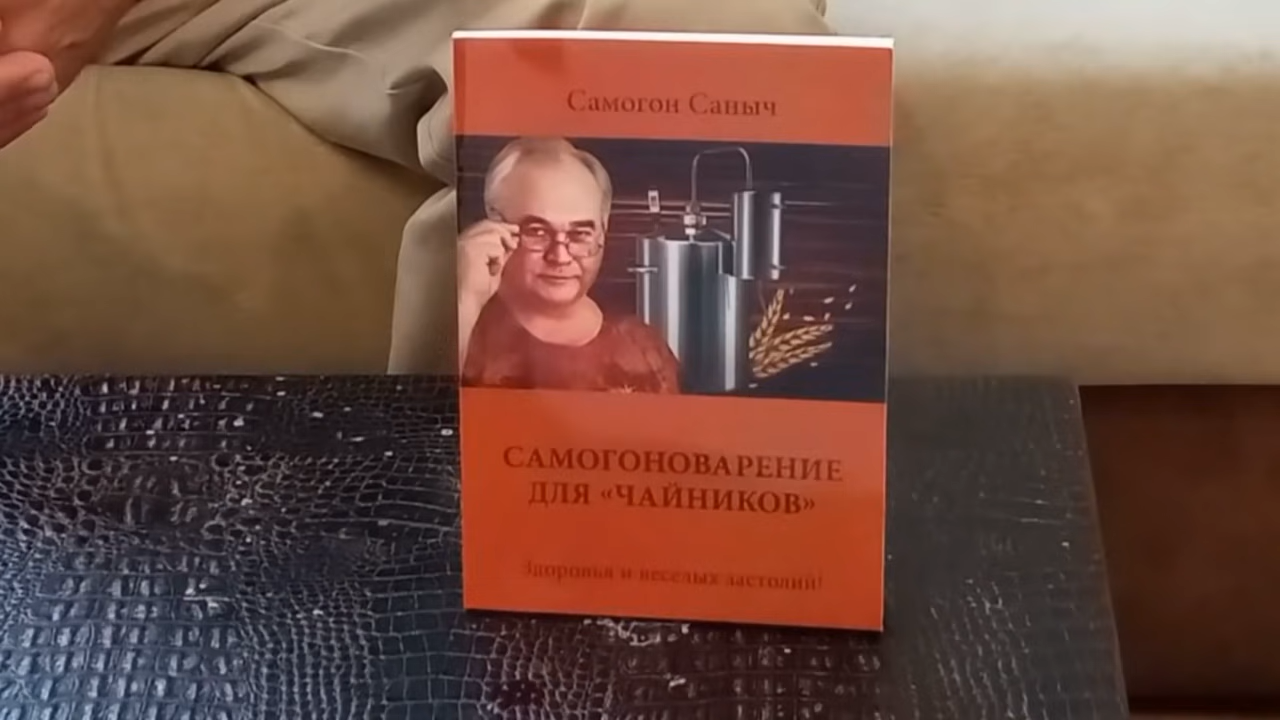 Самогон Саныч
САМОГОНОВАРЕНИЕ
ДЛЯ «ЧАЙНИКОВ»
Здоровья и веселых застолий!